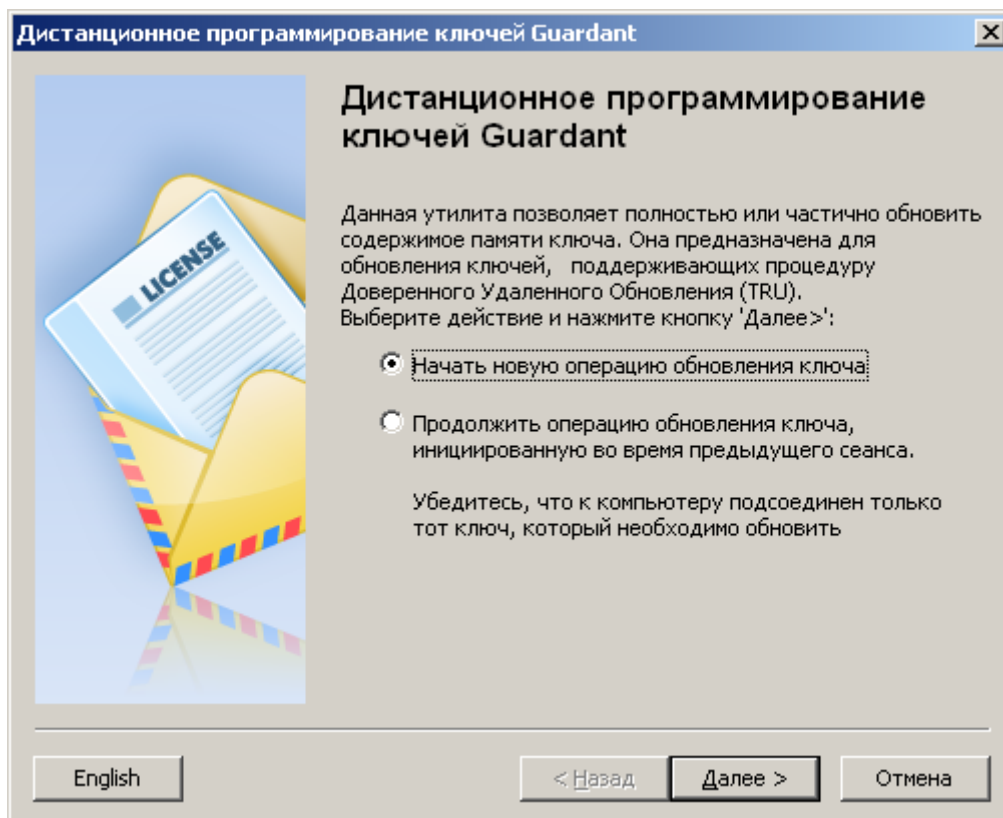 Дистанционное программирование ключей Guardant
Дистанционное программирование
ключей Guardant
Данная утилита позволяет полностью или частично обновить
содержимое памяти ключа. Она предназначена для
обновления ключей, поддерживающих процедуру
Доверенного Удаленного Обновления (TRU).
Выберите действие и нажмите кнопку 'Далее>':
Начать новую операцию обновления ключа
Продолжить операцию обновления ключа,
инициированную во время предыдущего сеанса.
Убедитесь, что к компьютеру подсоединен только
тот ключ, который необходимо обновить
LICENSE
English
< Назад
Далее >
Отмена